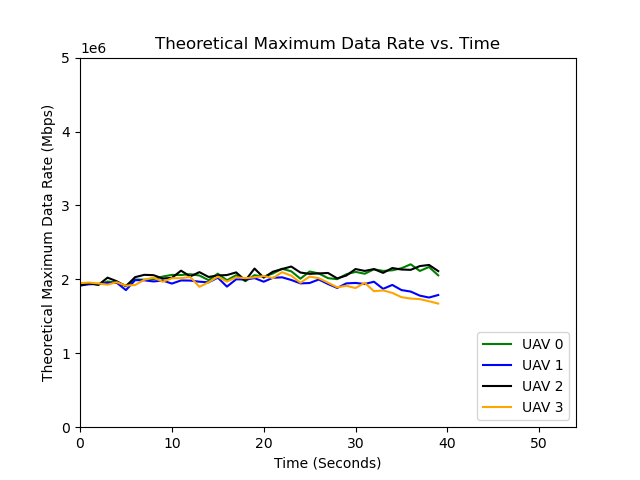 Theoretical Maximum Data Rate vs. Time
1e6
5
4
3
2
1
0
Theoretical Maximum Data Rate (Mbps)
0 10 20 30 40 50
Time (Seconds)
UAV 0
UAV 1
UAV 2
UAV 3